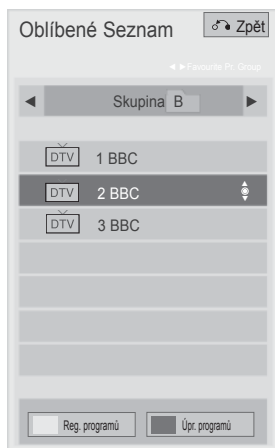 Oblíbené Seznam
Zpět
◄ ►Favourite Pr. Group
◄ Skupina B ►
DTV 1 BBC
DTV 2 BBC
DTV 3 BBC
Reg. programů
Úpr. programů